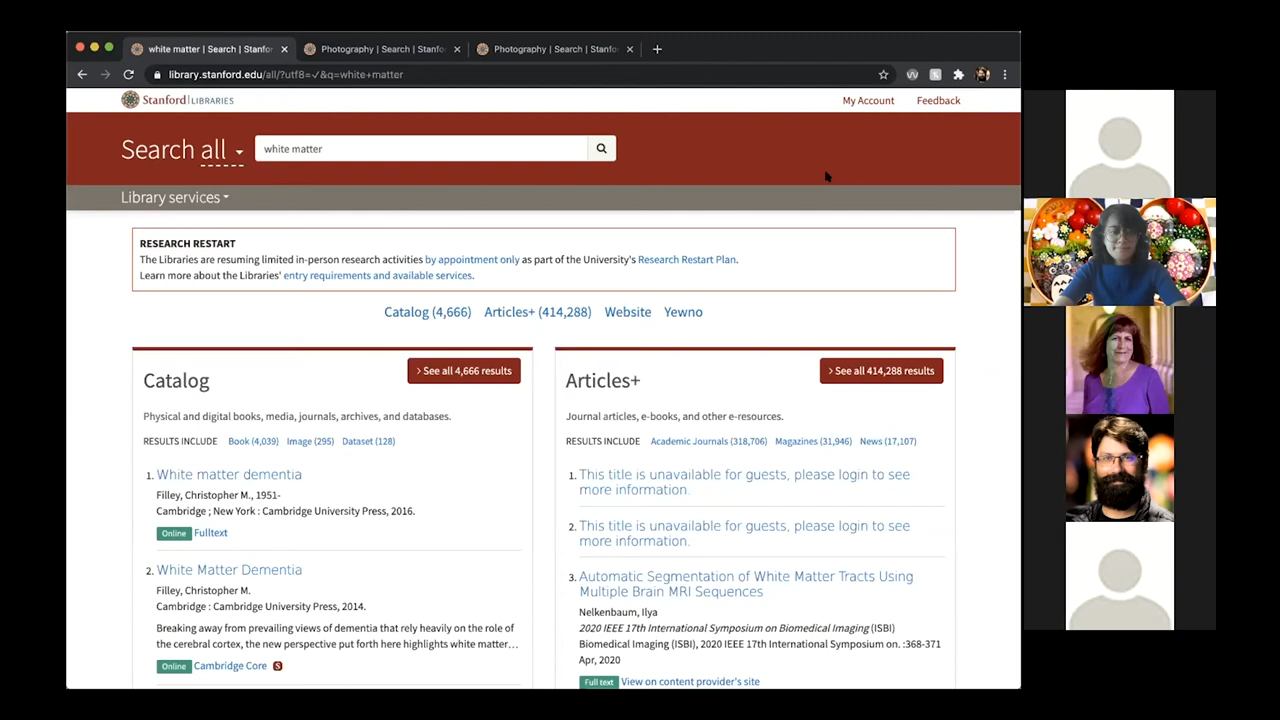 white matter | Search | Stanfo
Photography | Search | Stanfo
Photography | Search | Stanfo
library.stanford.edu/all/?utf8=✓&q=white+matter
Stanford | LIBRARIES
My Account
Feedback
Search all
white matter
Library services
RESEARCH RESTART
The Libraries are resuming limited in-person research activities by appointment only as part of the University's Research Restart Plan.
Learn more about the Libraries' entry requirements and available services.
Catalog (4,666) Articles+ (414,288) Website Yewno
Catalog
> See all 4,666 results
Physical and digital books, media, journals, archives, and databases.
RESULTS INCLUDE Book (4,039) Image (295) Dataset (128)
1. White matter dementia
Filley, Christopher M., 1951-
Cambridge ; New York : Cambridge University Press, 2016.
Online Fulltext
2. White Matter Dementia
Filley, Christopher M.
Cambridge : Cambridge University Press, 2014.
Breaking away from prevailing views of dementia that rely heavily on the role of
the cerebral cortex, the new perspective put forth here highlights white matter…
Online Cambridge Core S
Articles+
> See all 414,288 results
Journal articles, e-books, and other e-resources.
RESULTS INCLUDE Academic Journals (318,706) Magazines (31,946) News (17,107)
1. This title is unavailable for guests, please login to see
more information.
2. This title is unavailable for guests, please login to see
more information.
3. Automatic Segmentation of White Matter Tracts Using
Multiple Brain MRI Sequences
Nelkenbaum, Ilya
2020 IEEE 17th International Symposium on Biomedical Imaging (ISBI)
Biomedical Imaging (ISBI), 2020 IEEE 17th International Symposium on. :368-371
Apr, 2020
Full text View on content provider's site